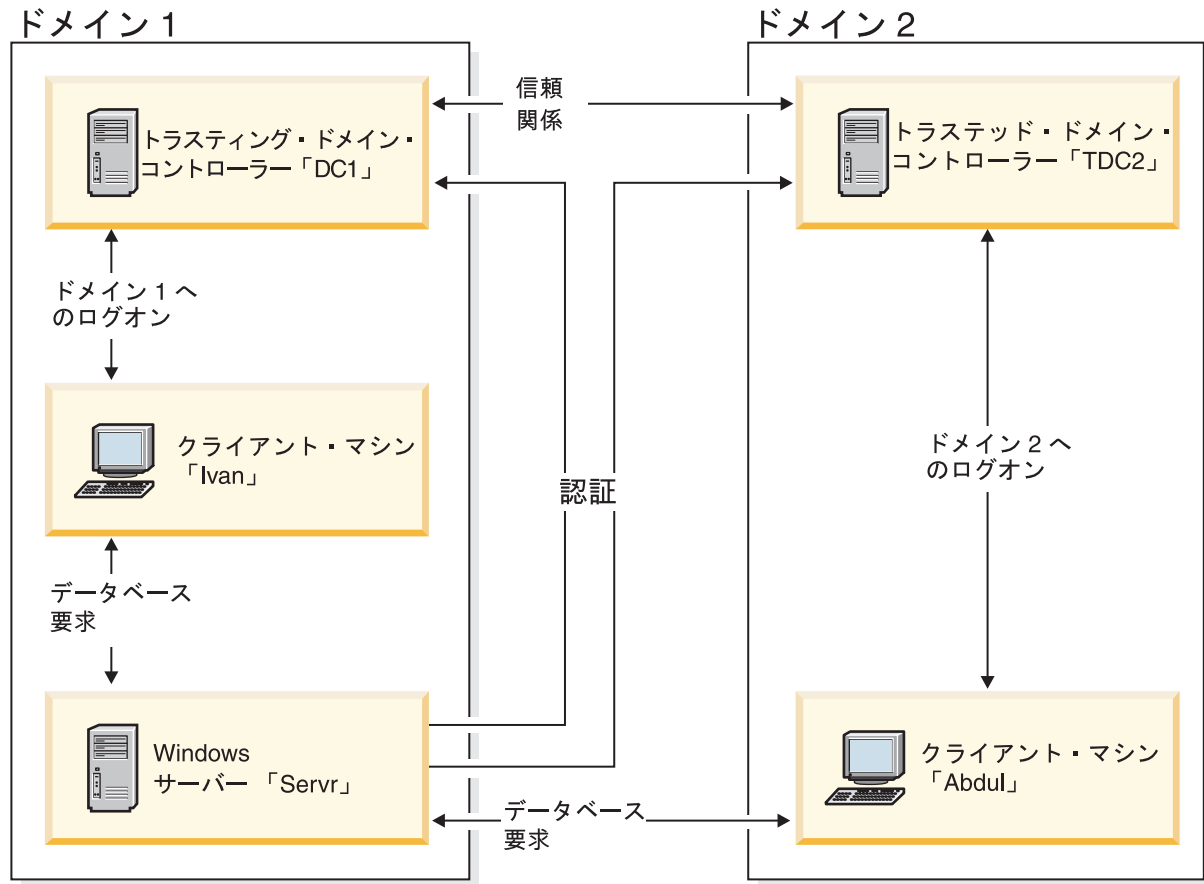 ドメイン 1
ドメイン 2
トラスティング・ドメイン・
コントローラー「DC1」
信頼
関係
トラステッド・ドメイン・
コントローラー「TDC2」
ドメイン 1 へ
のログオン
クライアント・マシン
「Ivan」
認証
ドメイン 2 へ
のログオン
データベース
要求
Windows
サーバー 「Servr」
データベース
要求
クライアント・マシン
「Abdul」